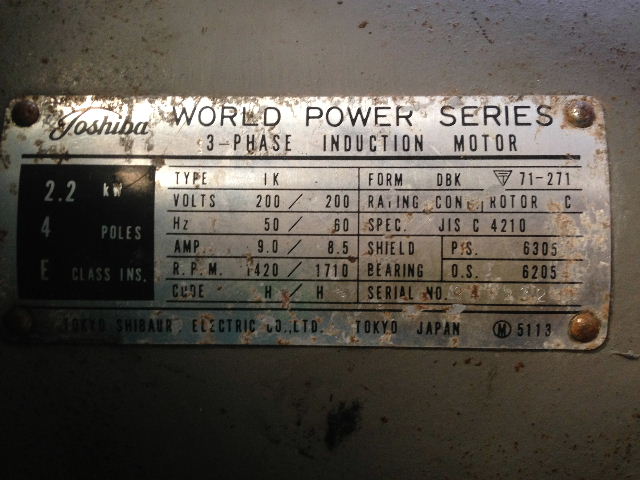 Toshiba WORLD POWER SERIES
3-PHASE INDUCTION MOTOR
2.2 kW
4 POLES
E CLASS INS.
TYPE IK
VOLTS 200 / 200
Hz 50 / 60
AMP. 9.0 / 8.5
R.P.M. 1420 / 1710
CODE H / H
FORM DBK 71-271
RATING CONT ROTOR C
SPEC. JIS C 4210
SHIELD P.S. 6305
BEARING O.S. 6205
SERIAL NO.
TOKYO SHIBAURA ELECTRIC CO.,LTD. TOKYO JAPAN Ⓜ 5113